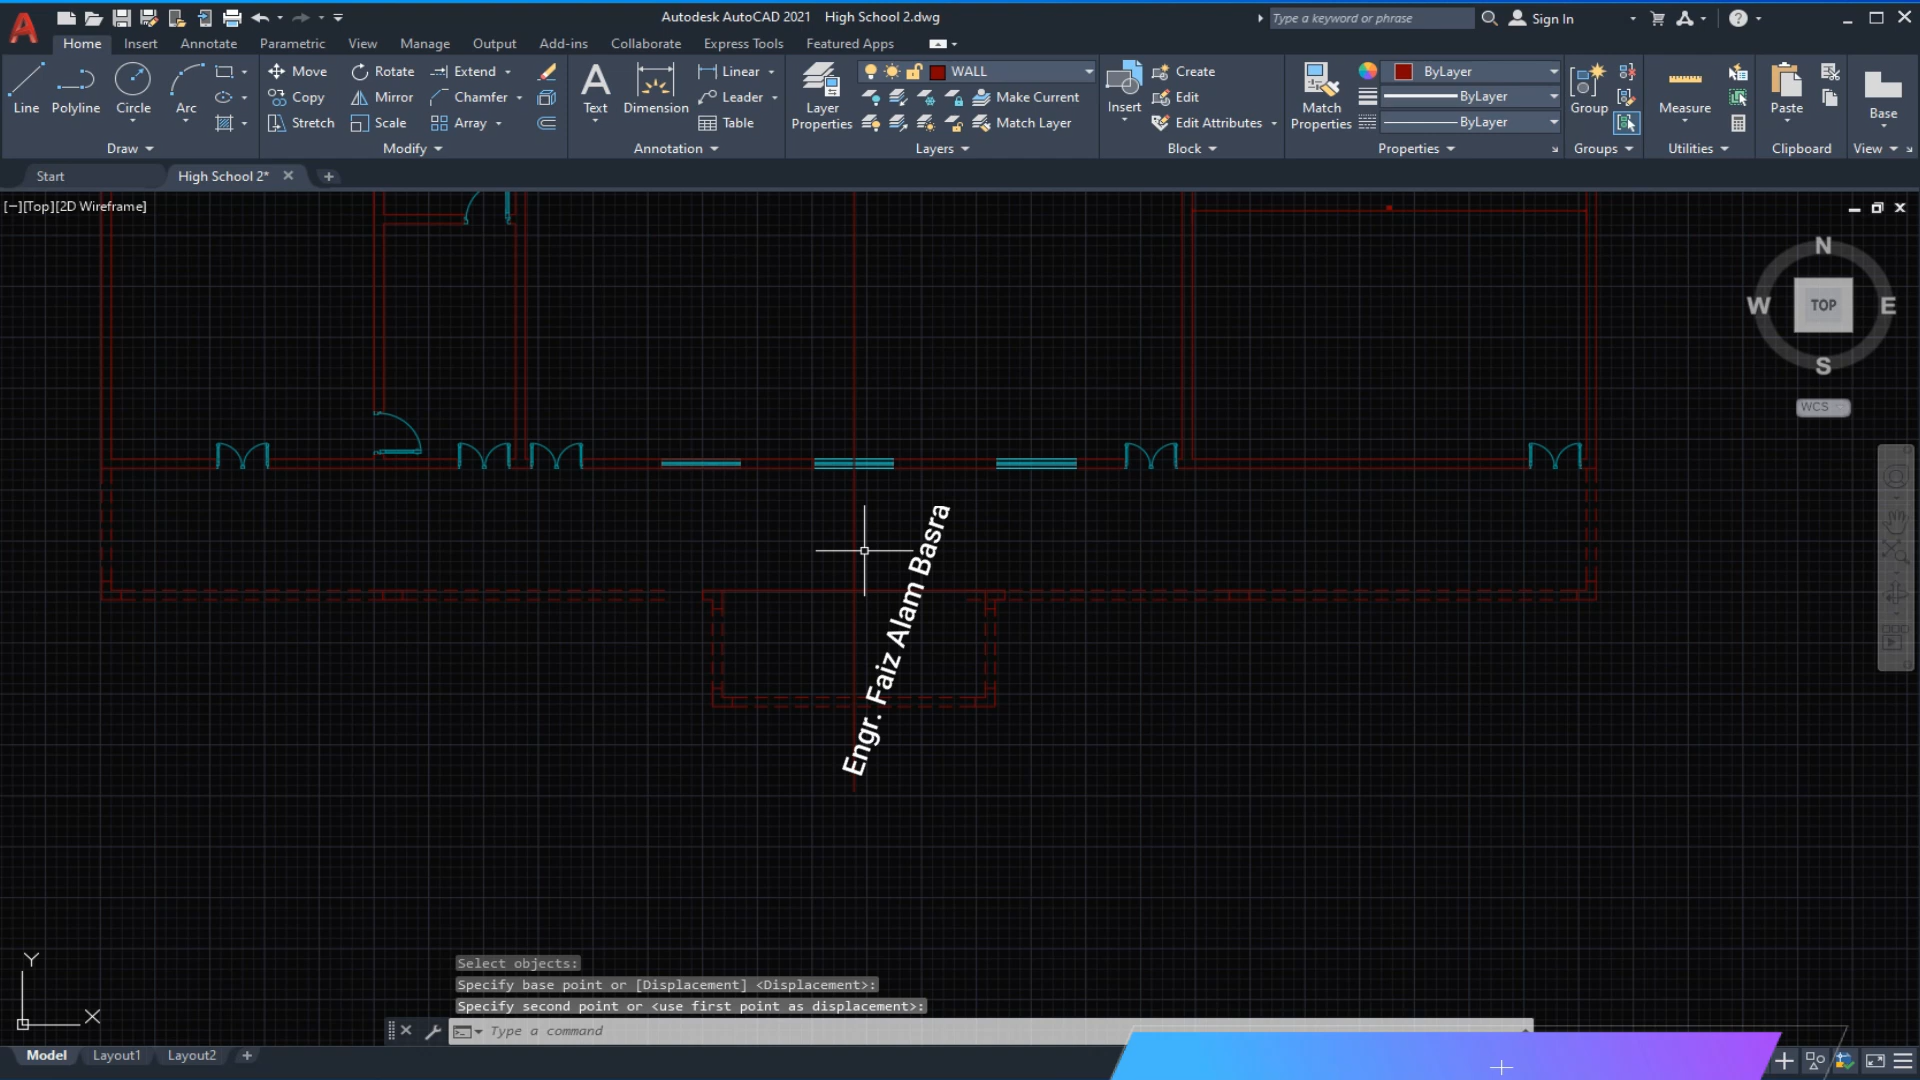 Autodesk AutoCAD 2021 High School 2.dwg
Type a keyword or phrase
Sign In
Home Insert Annotate Parametric View Manage Output Add-ins Collaborate Express Tools Featured Apps
Move Rotate Extend Linear WALL Create ByLayer
Copy Mirror Chamfer Leader Make Current Edit ByLayer
Line Polyline Circle Arc Text Dimension Layer Properties Insert Match Properties Group Measure Paste Base
Stretch Scale Array Table Match Layer Edit Attributes ByLayer
Draw Modify Annotation Layers Block Properties Groups Utilities Clipboard View
Start High School 2*
[−][Top][2D Wireframe]
N
W TOP E
S
WCS
Engr. Faiz Alam Basra
Y
X
Select objects:
Specify base point or [Displacement] <Displacement>:
Specify second point or <use first point as displacement>:
Type a command
Model Layout1 Layout2